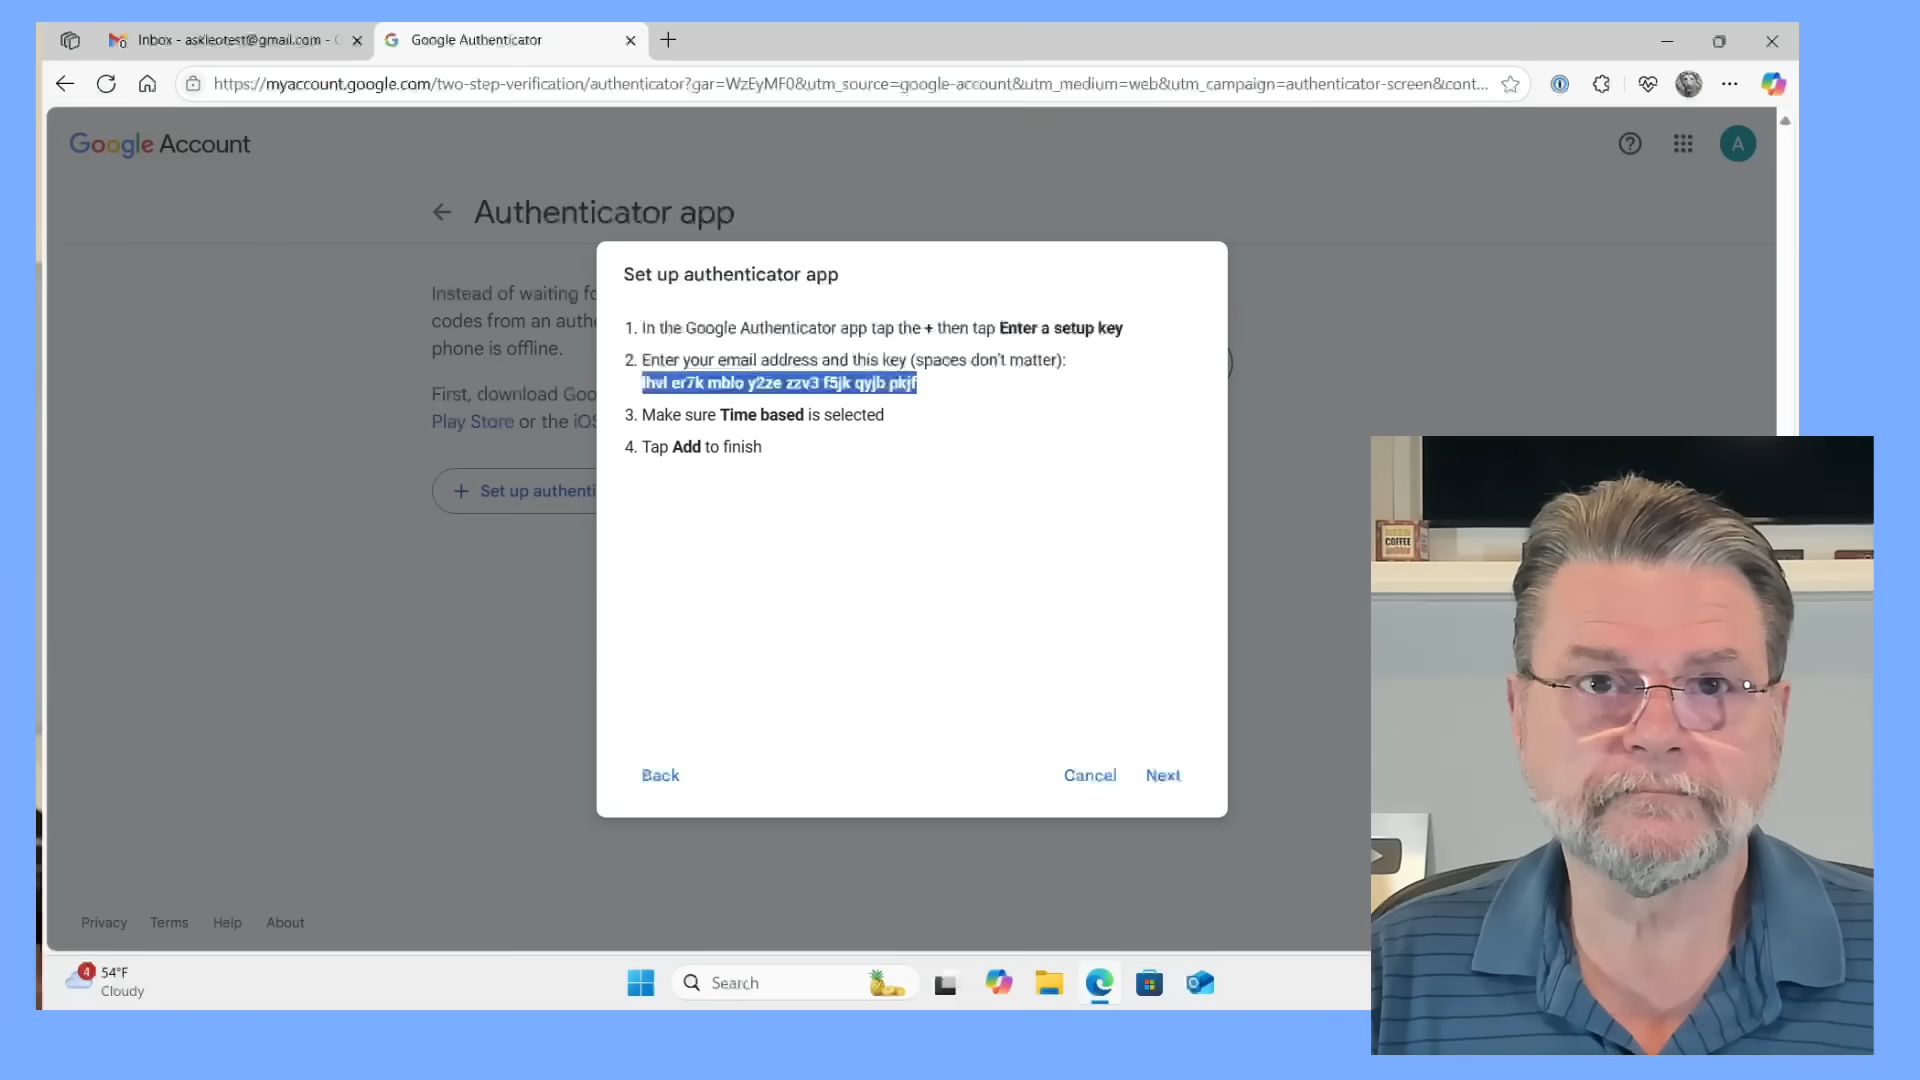 Inbox - askleotest@gmail.com - G
Google Authenticator
https://myaccount.google.com/two-step-verification/authenticator?gar=WzEyMF0&utm_source=google-account&utm_medium=web&utm_campaign=authenticator-screen&cont...
Google Account
A
Authenticator app
Instead of waiting fo
codes from an authe
phone is offline.
First, download Goo
Play Store or the iOS
+ Set up authenti
Set up authenticator app
1. In the Google Authenticator app tap the + then tap Enter a setup key
2. Enter your email address and this key (spaces don't matter):
lhvl er7k mblo y2ze zzv3 f5jk qyjb pkjf
3. Make sure Time based is selected
4. Tap Add to finish
Back
Cancel
Next
Privacy
Terms
Help
About
4
54°F
Cloudy
Search
COFFEE